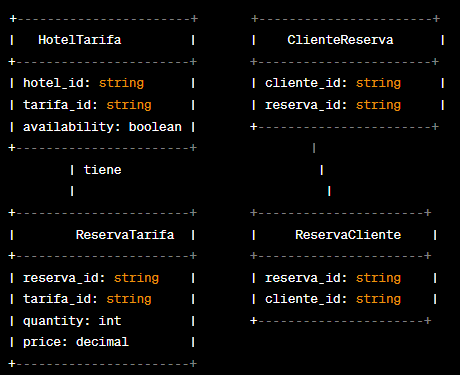 +------------------------+      +------------------------+
|   HotelTarifa          |      |    ClienteReserva      |
+------------------------+      +------------------------+
| hotel_id: string       |      | cliente_id: string     |
| tarifa_id: string      |      | reserva_id: string     |
| availability: boolean  |      +------------------------+
+------------------------+              |
        | tiene                          |
        |                                 |
+------------------------+      +-----------------------+
|        ReservaTarifa   |      |     ReservaCliente    |
+------------------------+      +-----------------------+
| reserva_id: string     |      | reserva_id: string    |
| tarifa_id: string      |      | cliente_id: string    |
| quantity: int          |      +-----------------------+
| price: decimal         |
+------------------------+